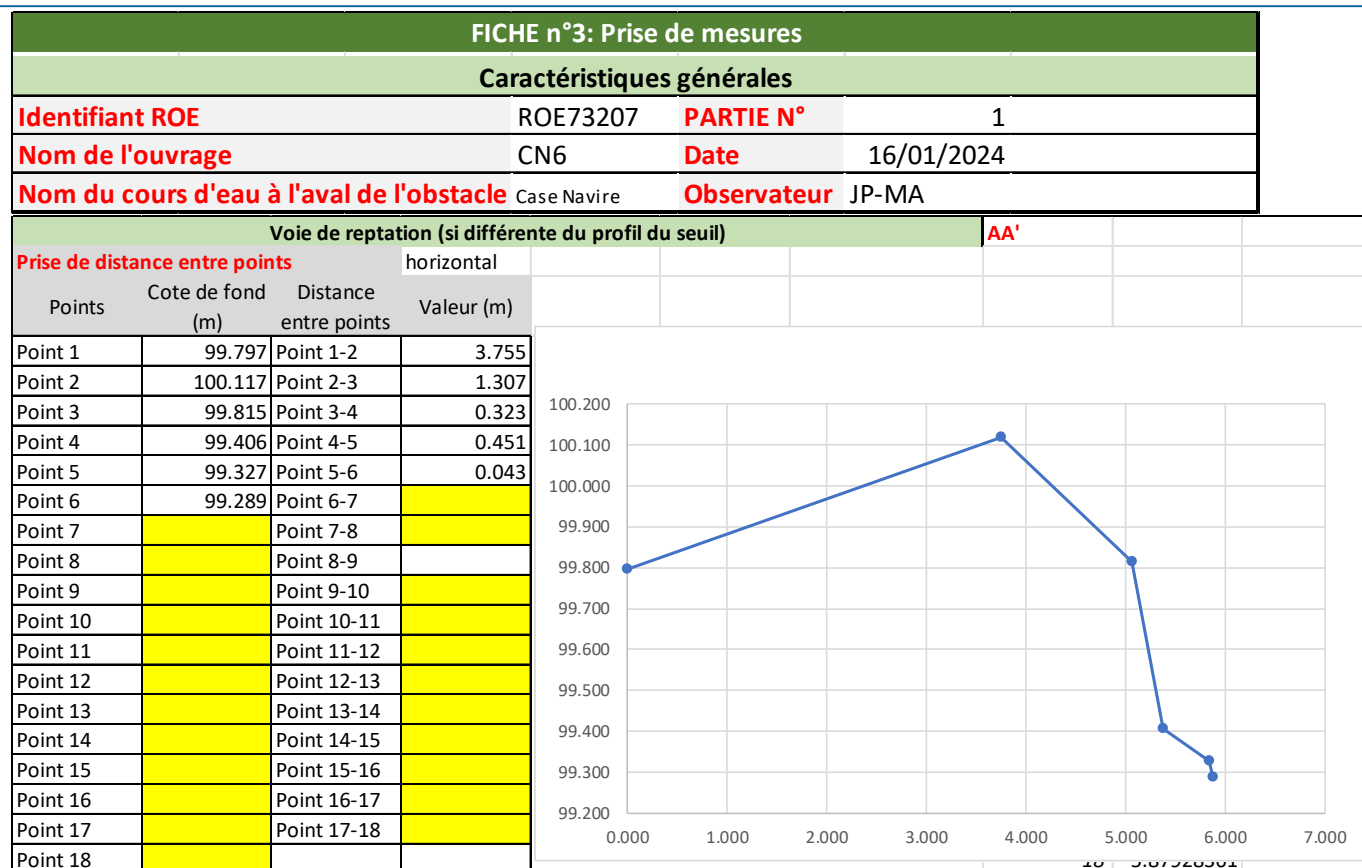 FICHE n°3: Prise de mesures
Caractéristiques générales
Identifiant ROE ROE73207 PARTIE N° 1
Nom de l'ouvrage CN6 Date 16/01/2024
Nom du cours d'eau à l'aval de l'obstacle Case Navire Observateur JP-MA
Voie de reptation (si différente du profil du seuil) AA'
Prise de distance entre points horizontal
Points Cote de fond (m) Distance entre points Valeur (m)
Point 1 99.797 Point 1-2 3.755
Point 2 100.117 Point 2-3 1.307
Point 3 99.815 Point 3-4 0.323
Point 4 99.406 Point 4-5 0.451
Point 5 99.327 Point 5-6 0.043
Point 6 99.289 Point 6-7
Point 7 Point 7-8
Point 8 Point 8-9
Point 9 Point 9-10
Point 10 Point 10-11
Point 11 Point 11-12
Point 12 Point 12-13
Point 13 Point 13-14
Point 14 Point 14-15
Point 15 Point 15-16
Point 16 Point 16-17
Point 17 Point 17-18
Point 18
100.200
100.100
100.000
99.900
99.800
99.700
99.600
99.500
99.400
99.300
99.200
0.000 1.000 2.000 3.000 4.000 5.000 6.000 7.000